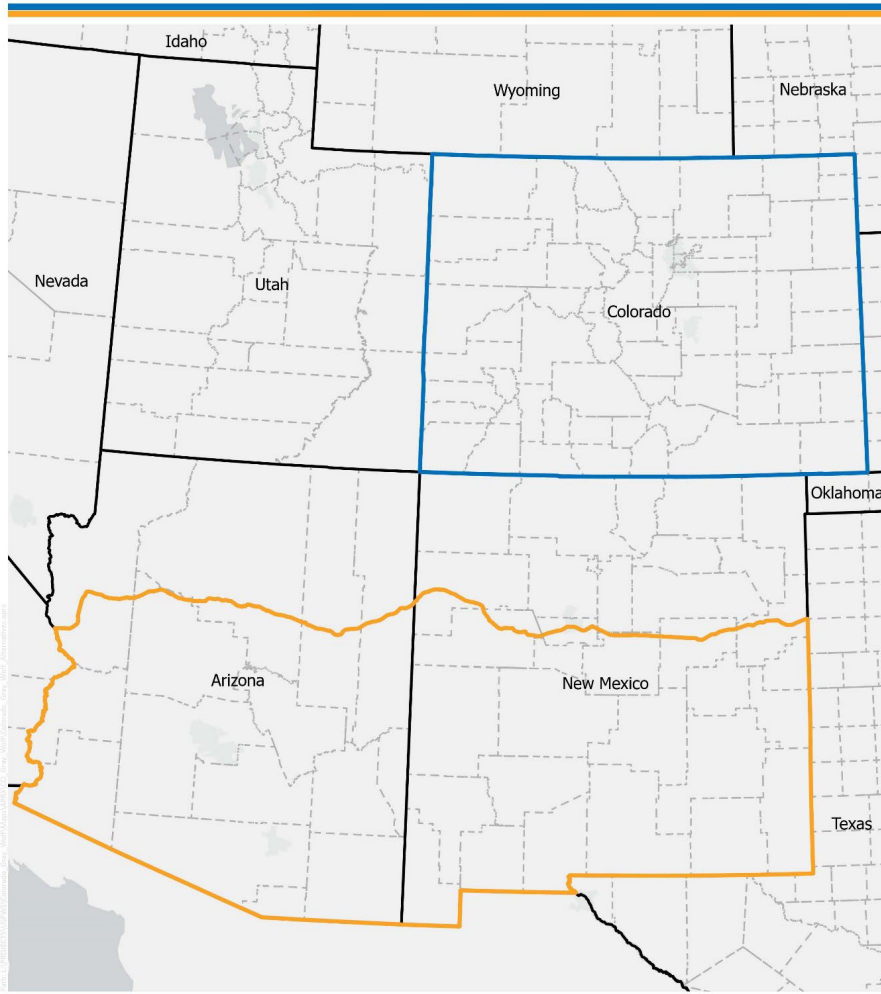 Idaho
Wyoming
Nebraska
Nevada
Utah
Colorado
Oklahoma
Arizona
New Mexico
Texas